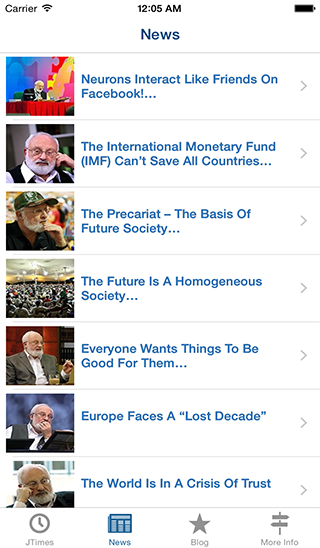 Carrier 12:05 AM
News
Neurons Interact Like Friends On
Facebook!…
The International Monetary Fund
(IMF) Can't Save All Countries…
The Precariat – The Basis Of
Future Society…
The Future Is A Homogeneous
Society…
Everyone Wants Things To Be
Good For Them…
Europe Faces A “Lost Decade”
The World Is In A Crisis Of Trust
JTimes News Blog More Info